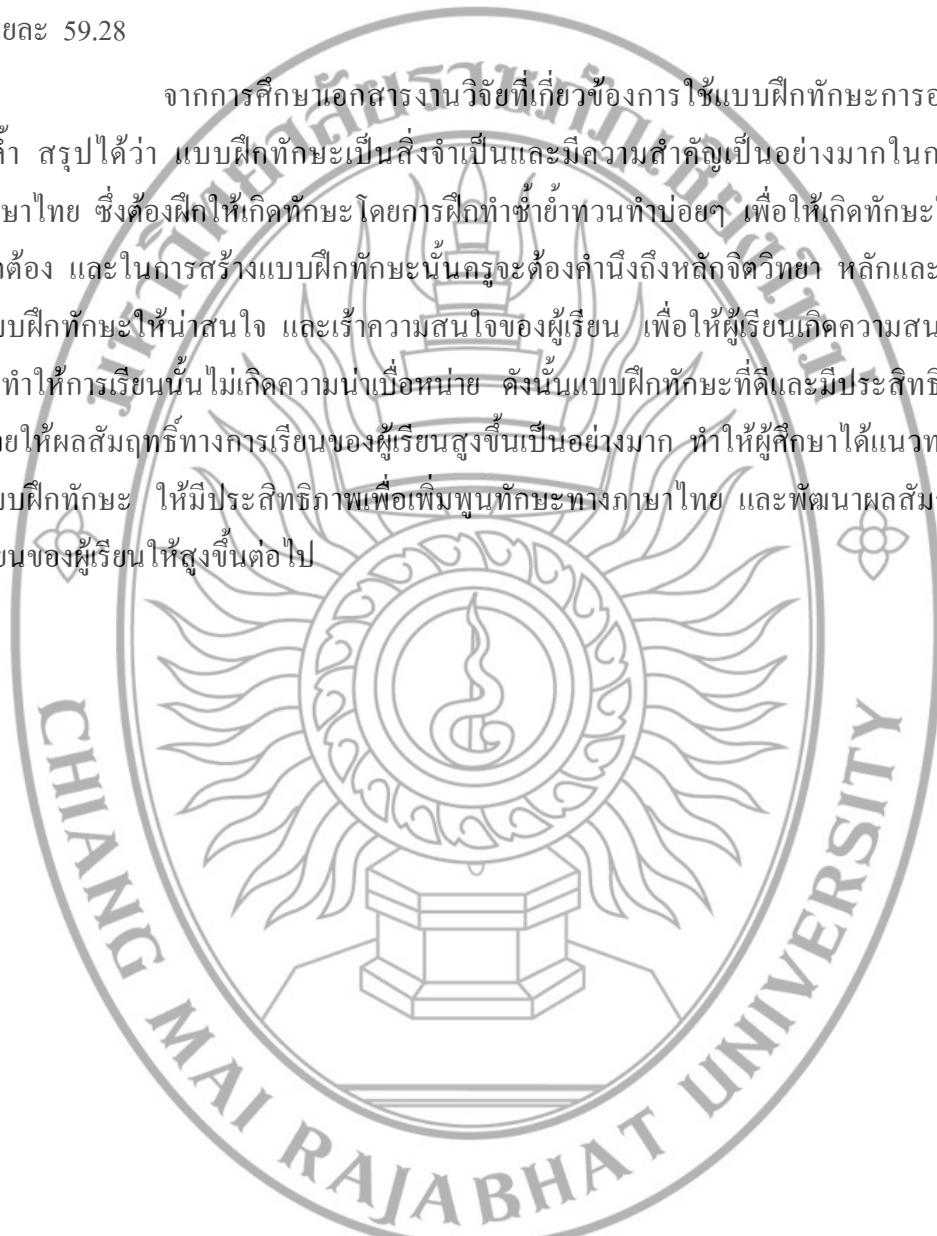 ยละ 59.28
จากการศึกษาเอกสารงานวิจัยที่เกี่ยวข้องการใช้แบบฝึกทักษะการอ
ล้ำ สรุปได้ว่า แบบฝึกทักษะเป็นสิ่งจำเป็นและมีความสำคัญเป็นอย่างมากในก
ษาไทย ซึ่งต้องฝึกให้เกิดทักษะโดยการฝึกทำซ้ำย้ำทวนทำบ่อยๆ เพื่อให้เกิดทักษะใ
กต้อง และในการสร้างแบบฝึกทักษะนั้นครูจะต้องคำนึงถึงหลักจิตวิทยา หลักและ
บบฝึกทักษะให้น่าสนใจ และเร้าความสนใจของผู้เรียน เพื่อให้ผู้เรียนเกิดความสน
ทำให้การเรียนนั้นไม่เกิดความน่าเบื่อหน่าย ดังนั้นแบบฝึกทักษะที่ดีและมีประสิทธิ
วยให้ผลสัมฤทธิ์ทางการเรียนของผู้เรียนสูงขึ้นเป็นอย่างมาก ทำให้ผู้ศึกษาได้แนวท
บบฝึกทักษะ ให้มีประสิทธิภาพเพื่อเพิ่มพูนทักษะทางภาษาไทย และพัฒนาผลสัม
ยนของผู้เรียนให้สูงขึ้นต่อไป
มหาวิทยาลัยราชภัฏเชียงใหม่
CHIANG MAI RAJABHAT UNIVERSITY